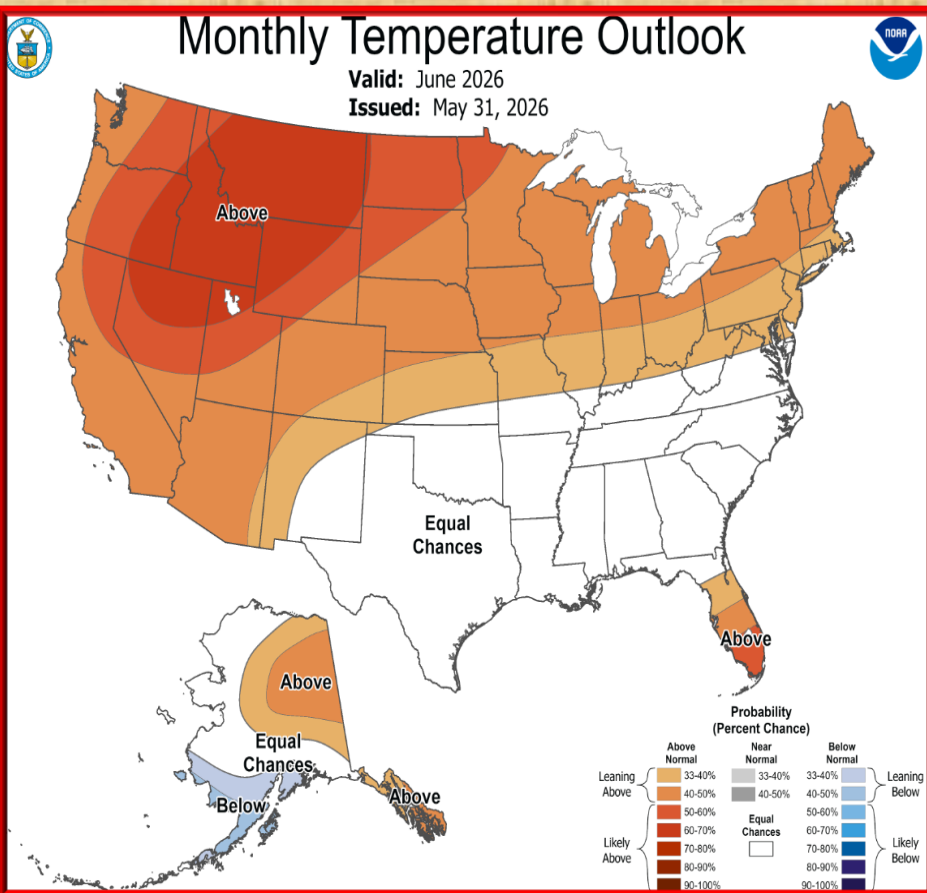 Monthly Temperature Outlook
Valid: June 2026
Issued: May 31, 2026
NOAA
Above
Equal
Chances
Above
Above
Equal
Chances
Below
Above
Probability
(Percent Chance)
Above
Normal
Near
Normal
Below
Normal
Leaning
Above
33-40%
40-50%
33-40%
40-50%
33-40%
40-50%
Leaning
Below
Likely
Above
50-60%
60-70%
70-80%
80-90%
90-100%
Equal
Chances
50-60%
60-70%
70-80%
80-90%
90-100%
Likely
Below